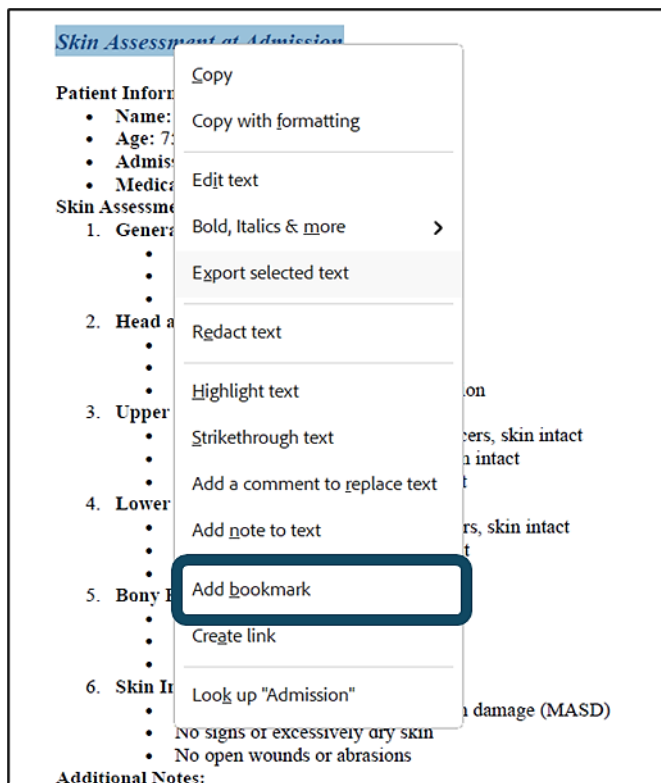 Skin Assessment at Admission
Copy
Patient Inform
Name:
Copy with formatting
Age: 7
Admis
Edit text
Medica
Skin Assessme
Bold, Italics & more
1. Genera
Export selected text
2. Head a
Redact text
Highlight text
on
3. Upper
Strikethrough text
cers, skin intact
n intact
Add a comment to replace text
t
4. Lower
Add note to text
rs, skin intact
t
Add bookmark
5. Bony
Create link
6. Skin In
Look up "Admission"
damage (MASD)
No signs of excessively dry skin
No open wounds or abrasions
Additional Notes: